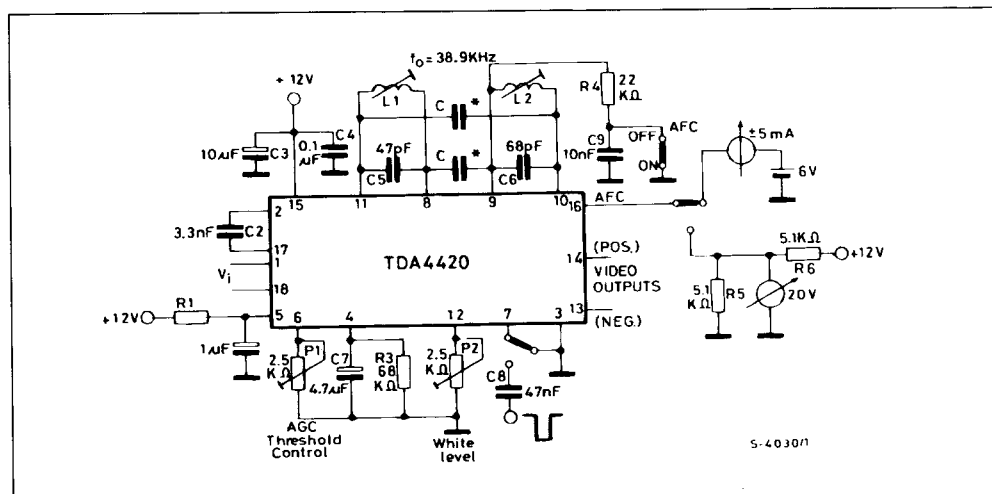 f₀ = 38.9KHz
+ 12V
L1
C *
L2
R4
22 KΩ
AFC
OFF
ON
C9
10nF
±5mA
6V
10µF
C3
C4
0.1 µF
47pF
C5
C *
68pF
C6
15
11
8
9
10
16
AFC
2
3.3nF
C2
17
1
Vi
18
TDA4420
14
(POS.)
VIDEO
OUTPUTS
13
(NEG.)
5.1KΩ
R6
+12V
5.1 KΩ
R5
20V
R1
+12V
5
6
4
12
7
3
1µF
P1
2.5 KΩ
C7
4.7µF
R3
68 KΩ
P2
2.5 KΩ
C8
47nF
AGC
Threshold
Control
White
level
S-4030/1